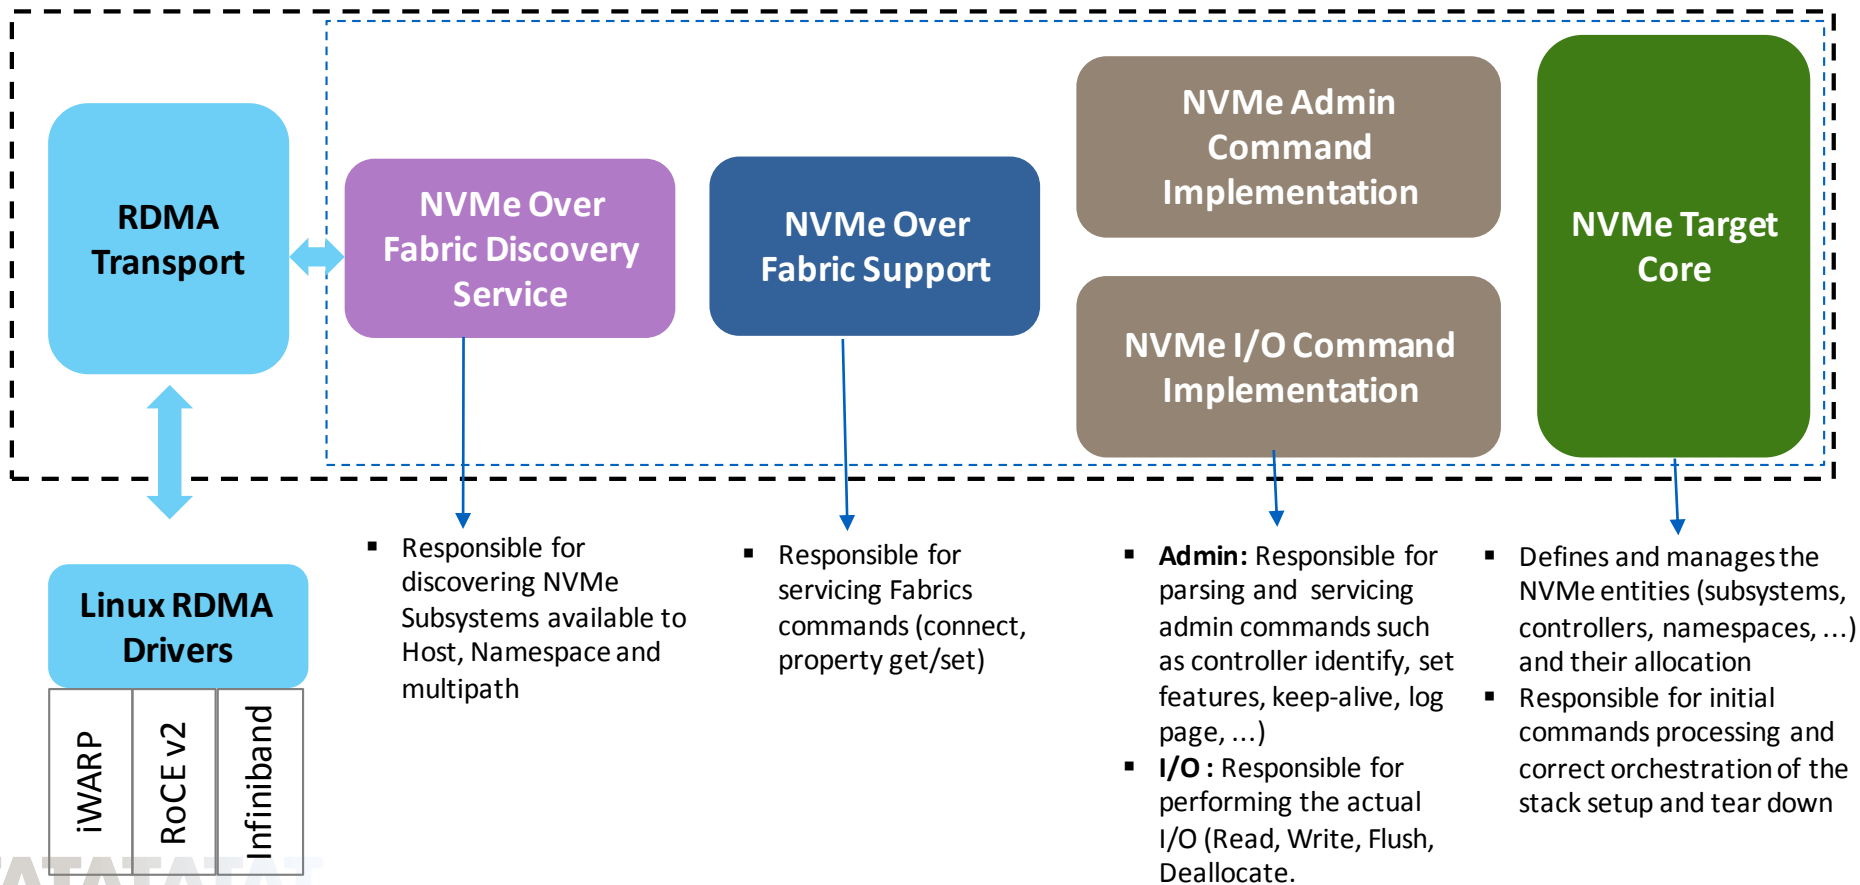 RDMA
Transport
NVMe Over
Fabric Discovery
Service
NVMe Over
Fabric Support
NVMe Admin
Command
Implementation
NVMe I/O Command
Implementation
NVMe Target
Core
Linux RDMA
Drivers
iWARP
RoCE v2
Infiniband
▪ Responsible for
discovering NVMe
Subsystems available to
Host, Namespace and
multipath
▪ Responsible for
servicing Fabrics
commands (connect,
property get/set)
▪ Admin: Responsible for
parsing and servicing
admin commands such
as controller identify, set
features, keep-alive, log
page, ...)
▪ I/O : Responsible for
performing the actual
I/O (Read, Write, Flush,
Deallocate.
▪ Defines and manages the
NVMe entities (subsystems,
controllers, namespaces, ...)
and their allocation
▪ Responsible for initial
commands processing and
correct orchestration of the
stack setup and tear down